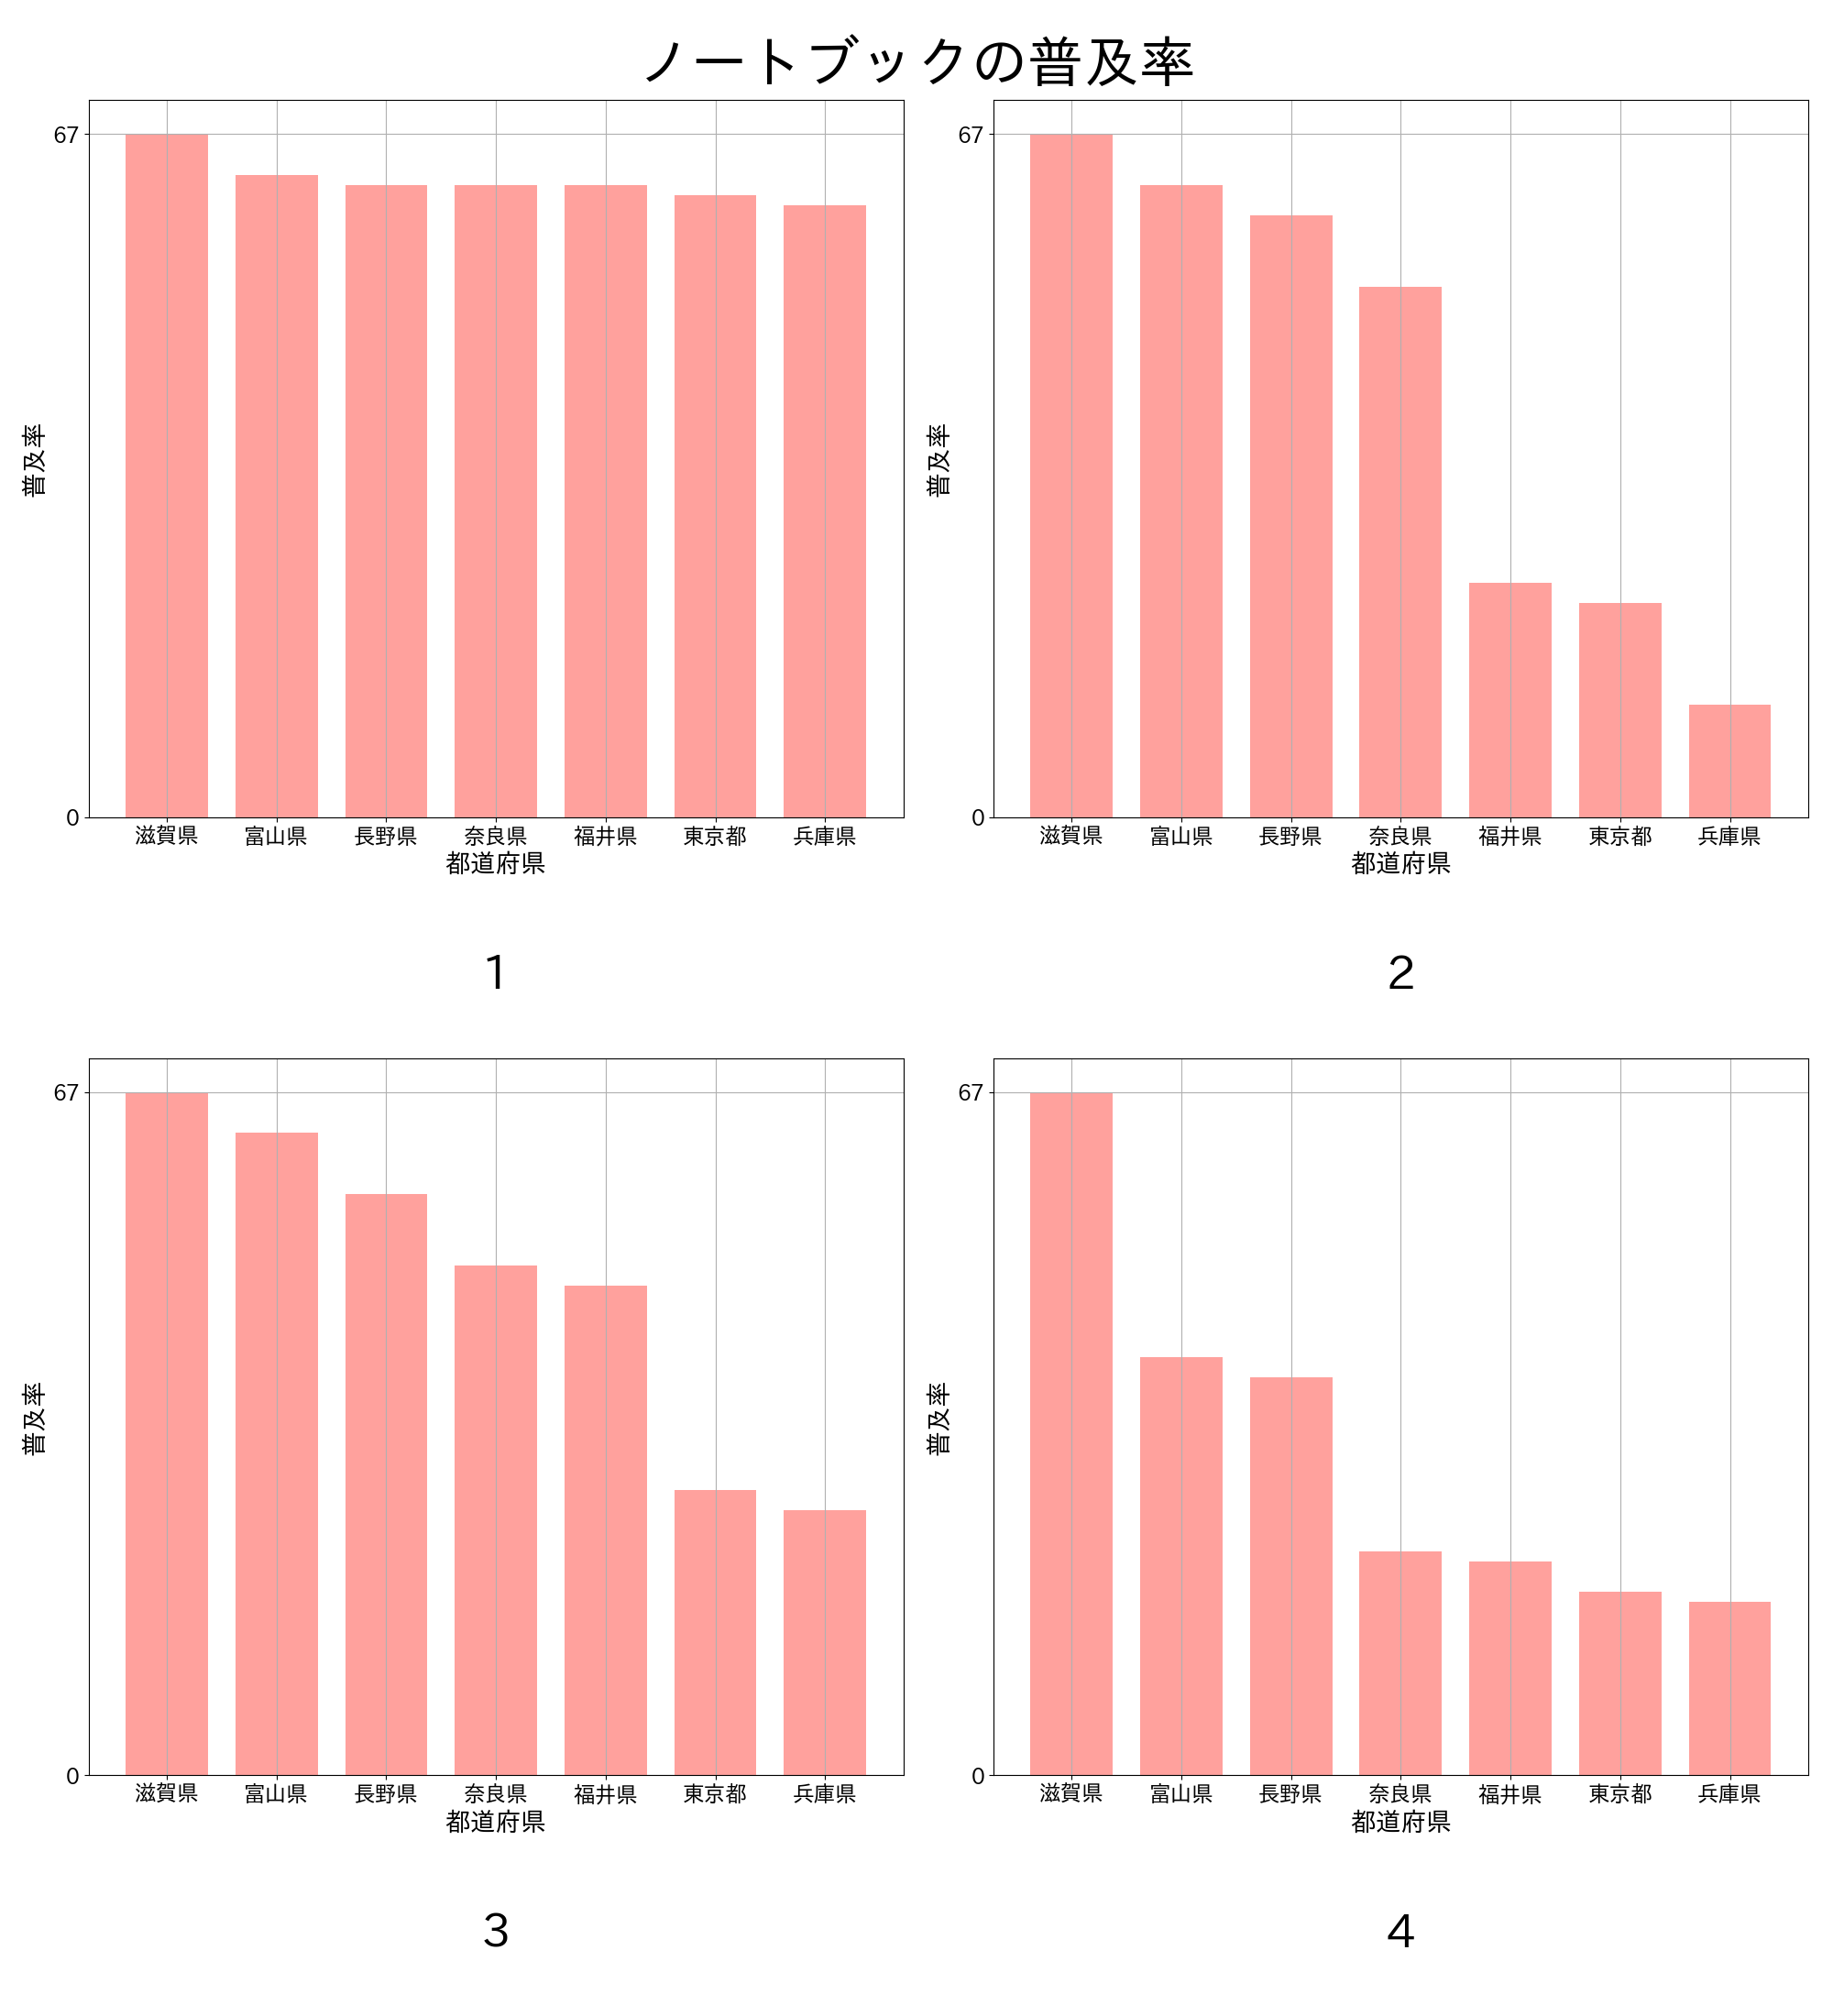 ノートブックの普及率
67
0
普及率
滋賀県 富山県 長野県 奈良県 福井県 東京都 兵庫県
都道府県
1
67
0
普及率
滋賀県 富山県 長野県 奈良県 福井県 東京都 兵庫県
都道府県
2
67
0
普及率
滋賀県 富山県 長野県 奈良県 福井県 東京都 兵庫県
都道府県
3
67
0
普及率
滋賀県 富山県 長野県 奈良県 福井県 東京都 兵庫県
都道府県
4